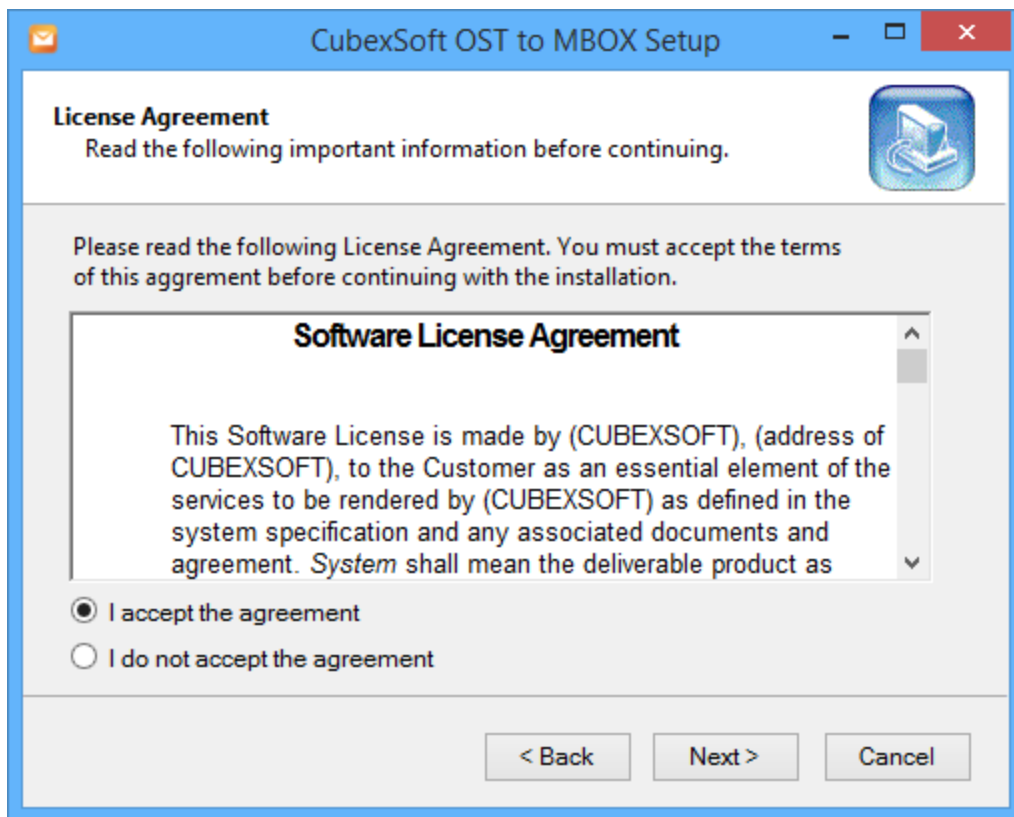 CubexSoft OST to MBOX Setup
License Agreement
Read the following important information before continuing.
Please read the following License Agreement. You must accept the terms
of this aggrement before continuing with the installation.
Software License Agreement
This Software License is made by (CUBEXSOFT), (address of
CUBEXSOFT), to the Customer as an essential element of the
services to be rendered by (CUBEXSOFT) as defined in the
system specification and any associated documents and
agreement. System shall mean the deliverable product as
I accept the agreement
I do not accept the agreement
< Back Next > Cancel